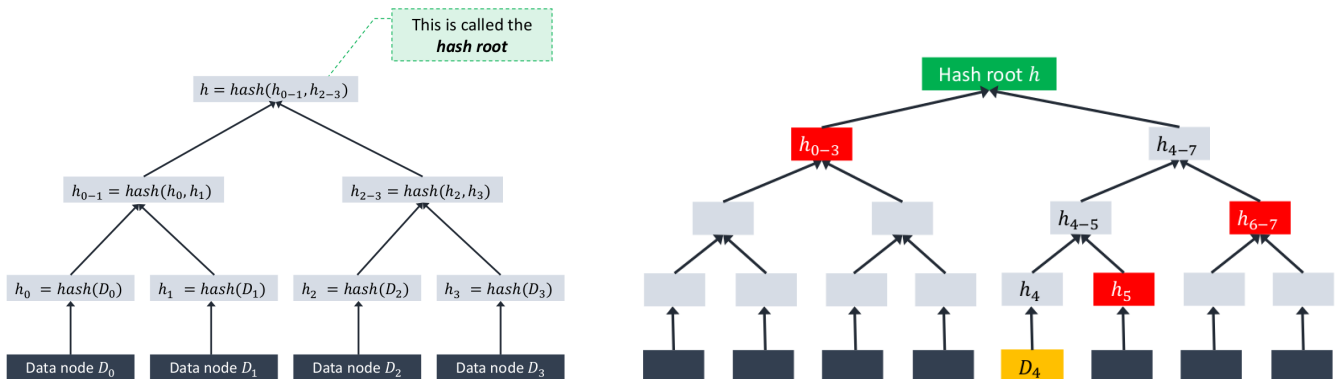 This is called the
hash root
h = hash(h₀₋₁, h₂₋₃)
h₀₋₁ = hash(h₀, h₁)
h₂₋₃ = hash(h₂, h₃)
h₀ = hash(D₀)
h₁ = hash(D₁)
h₂ = hash(D₂)
h₃ = hash(D₃)
Data node D₀
Data node D₁
Data node D₂
Data node D₃
Hash root h
h₀₋₃
h₄₋₇
h₄₋₅
h₆₋₇
h₄
h₅
D₄